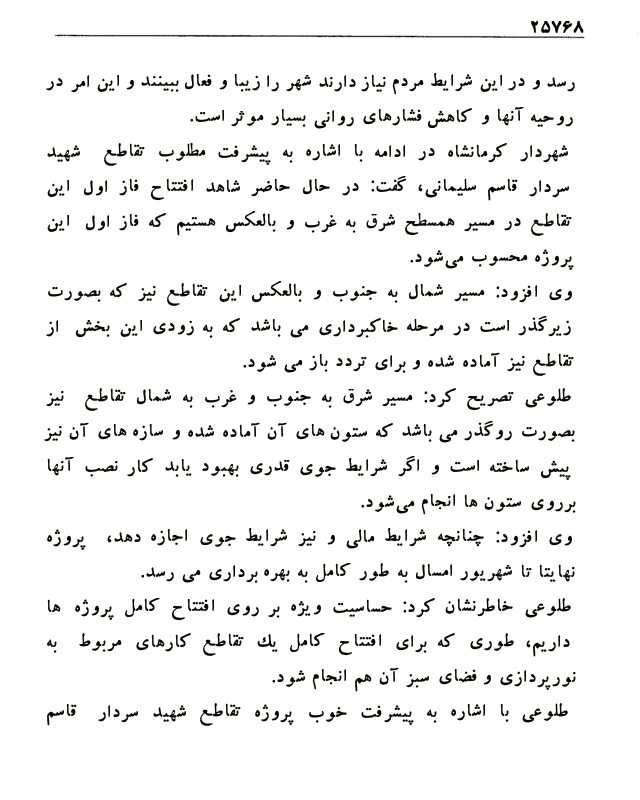 ۲۵۷۶۸
رسد و در این شرایط مردم نیاز دارند شهر را زیبا و فعال ببینند و این امر در
روحیه آنها و کاهش فشارهای روانی بسیار موثر است.
شهردار کرمانشاه در ادامه با اشاره به پیشرفت مطلوب تقاطع شهید
سردار قاسم سلیمانی، گفت: در حال حاضر شاهد افتتاح فاز اول این
تقاطع در مسیر همسطح شرق به غرب و بالعکس هستیم که فاز اول این
پروژه محسوب می‌شود.
وی افزود: مسیر شمال به جنوب و بالعکس این تقاطع نیز که بصورت
زیرگذر است در مرحله خاکبرداری می باشد که به زودی این بخش از
تقاطع نیز آماده شده و برای تردد باز می شود.
طلوعی تصریح کرد: مسیر شرق به جنوب و غرب به شمال تقاطع نیز
بصورت روگذر می باشد که ستون های آن آماده شده و سازه های آن نیز
پیش ساخته است و اگر شرایط جوی قدری بهبود یابد کار نصب آنها
برروی ستون ها انجام می‌شود.
وی افزود: چنانچه شرایط مالی و نیز شرایط جوی اجازه دهد، پروژه
نهایتا تا شهریور امسال به طور کامل به بهره برداری می رسد.
طلوعی خاطرنشان کرد: حساسیت ویژه بر روی افتتاح کامل پروژه ها
داریم، طوری که برای افتتاح کامل یك تقاطع کارهای مربوط به
نورپردازی و فضای سبز آن هم انجام شود.
طلوعی با اشاره به پیشرفت خوب پروژه تقاطع شهید سردار قاسم